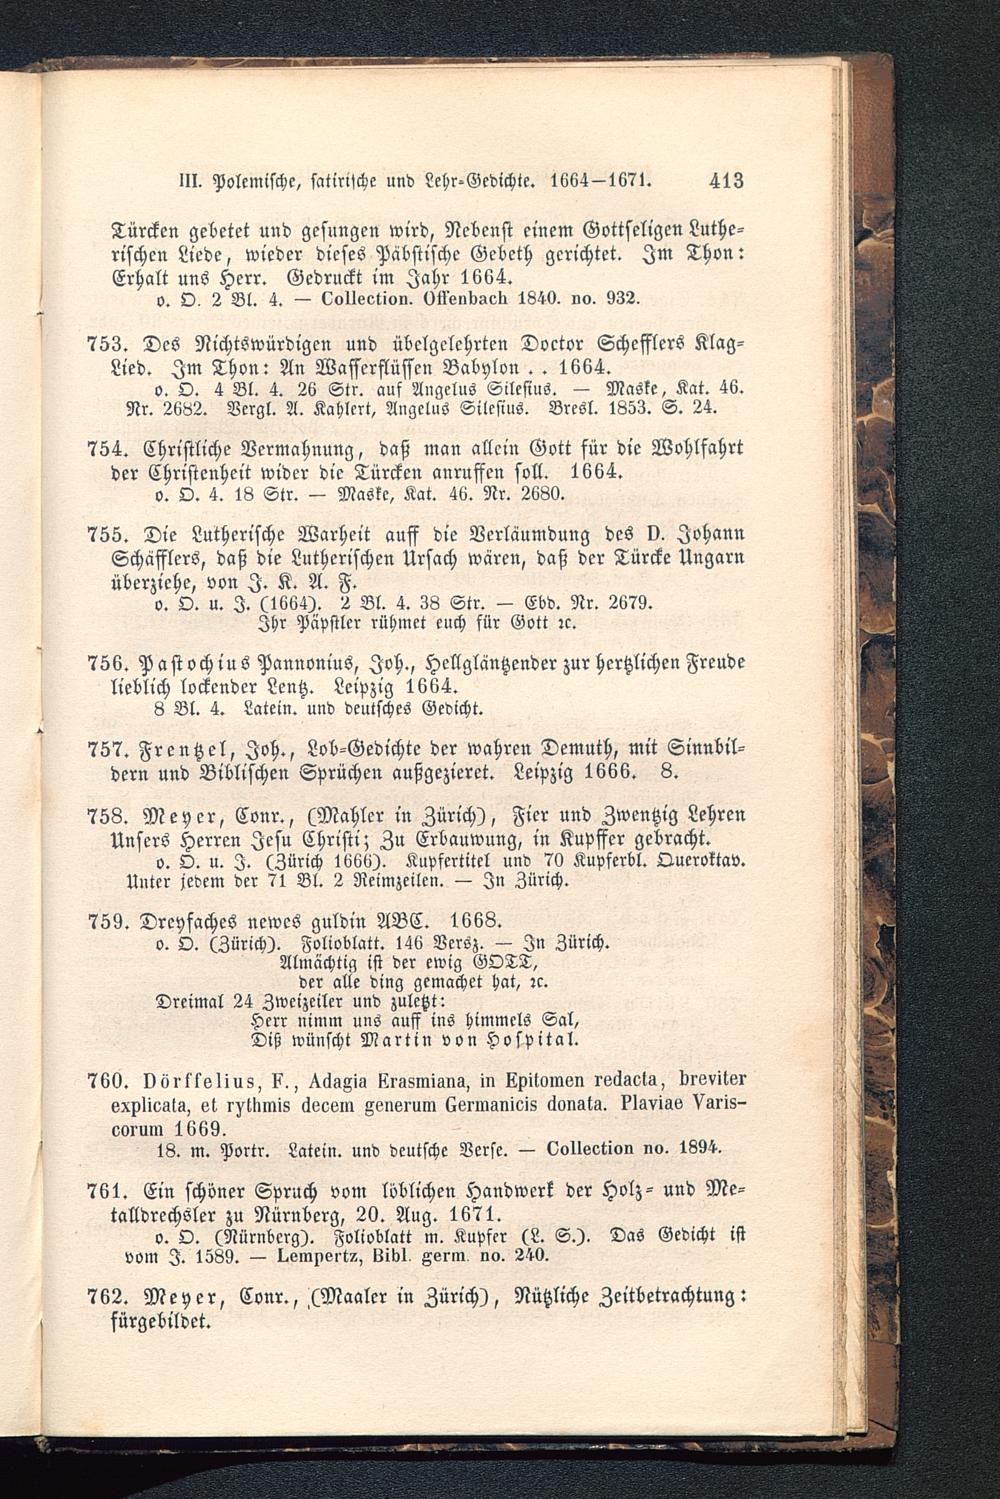 III. Polemische, satirische und Lehr-Gedichte. 1664—1671. 413
Türcken gebetet und gesungen wird, Nebenst einem Gottseligen Luthe-
rischen Liede, wieder dieses Päbstische Gebeth gerichtet. Im Thon:
Erhalt uns Herr. Gedruckt im Jahr 1664.
o. O. 2 Bl. 4. — Collection. Offenbach 1840. no. 932.
753. Des Nichtswürdigen und übelgelehrten Doctor Schefflers Klag-
Lied. Im Thon: An Wasserflüssen Babylon . . 1664.
o. O. 4 Bl. 4. 26 Str. auf Angelus Silesius. — Maske, Kat. 46.
Nr. 2682. Vergl. A. Kahlert, Angelus Silesius. Bresl. 1853. S. 24.
754. Christliche Vermahnung, daß man allein Gott für die Wohlfahrt
der Christenheit wider die Türcken anruffen soll. 1664.
o. O. 4. 18 Str. — Maske, Kat. 46. Nr. 2680.
755. Die Lutherische Warheit auff die Verläumdung des D. Johann
Schäfflers, daß die Lutherischen Ursach wären, daß der Türcke Ungarn
überziehe, von J. K. A. F.
o. O. u. J. (1664). 2 Bl. 4. 38 Str. — Ebd. Nr. 2679.
Ihr Päpstler rühmet euch für Gott ꝛc.
756. Pastochius Pannonius, Joh., Hellgläntzender zur hertzlichen Freude
lieblich lockender Lentz. Leipzig 1664.
8 Bl. 4. Latein. und deutsches Gedicht.
757. Frentzel, Joh., Lob-Gedichte der wahren Demuth, mit Sinnbil-
dern und Biblischen Sprüchen außgezieret. Leipzig 1666. 8.
758. Meyer, Conr., (Mahler in Zürich), Fier und Zwentzig Lehren
Unsers Herren Jesu Christi; Zu Erbauwung, in Kupffer gebracht.
o. O. u. J. (Zürich 1666). Kupfertitel und 70 Kupferbl. Queroktav.
Unter jedem der 71 Bl. 2 Reimzeilen. — In Zürich.
759. Dreyfaches newes guldin ABC. 1668.
o. O. (Zürich). Folioblatt. 146 Versz. — In Zürich.
Almächtig ist der ewig GOTT,
der alle ding gemachet hat, ꝛc.
Dreimal 24 Zweizeiler und zuletzt:
Herr nimm uns auff ins himmels Sal,
Diß wünscht Martin von Hospital.
760. Dörffelius, F., Adagia Erasmiana, in Epitomen redacta, breviter
explicata, et rythmis decem generum Germanicis donata. Plaviae Varis-
corum 1669.
18. m. Portr. Latein. und deutsche Verse. — Collection no. 1894.
761. Ein schöner Spruch vom löblichen Handwerk der Holz- und Me-
talldrechsler zu Nürnberg, 20. Aug. 1671.
o. O. (Nürnberg). Folioblatt m. Kupfer (L. S.). Das Gedicht ist
vom J. 1589. — Lempertz, Bibl. germ. no. 240.
762. Meyer, Conr., (Maaler in Zürich), Nützliche Zeitbetrachtung:
fürgebildet.